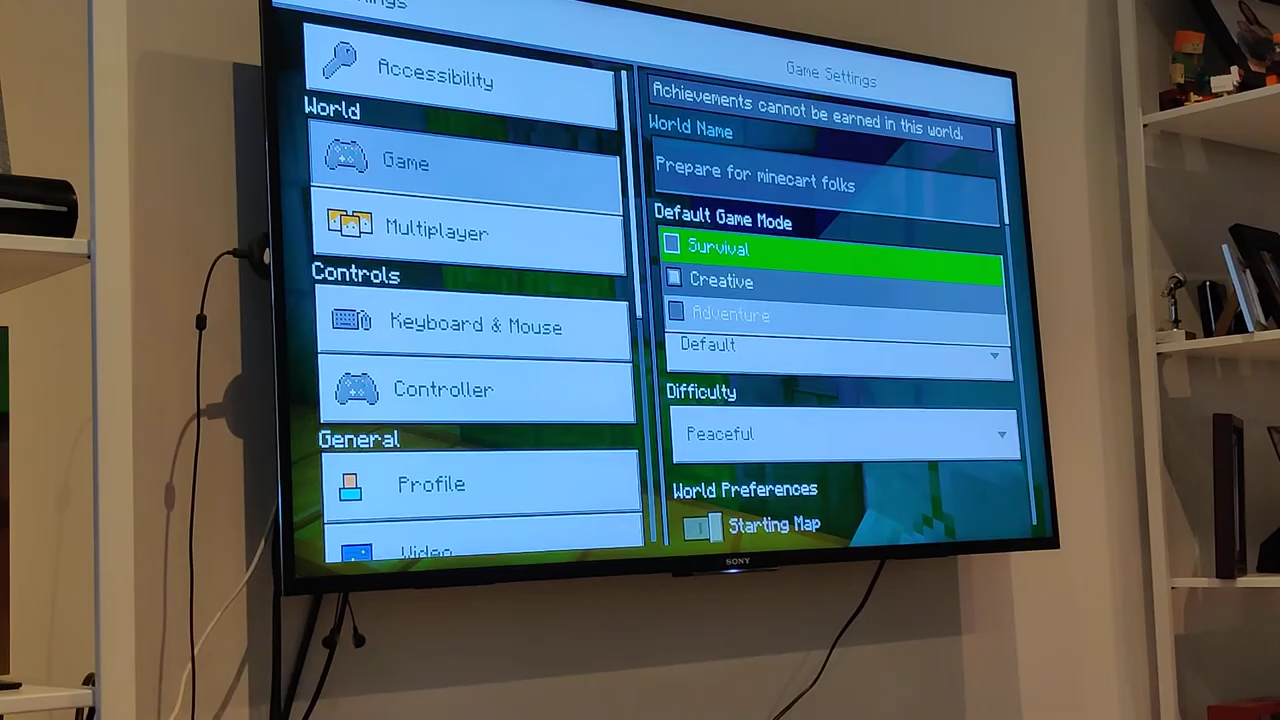 Game Settings
Accessibility
World
Game
Multiplayer
Controls
Keyboard & Mouse
Controller
General
Profile
Video
Achievements cannot be earned in this world.
World Name
Prepare for minecart folks
Default Game Mode
Survival
Creative
Adventure
Default
Difficulty
Peaceful
World Preferences
Starting Map
SONY